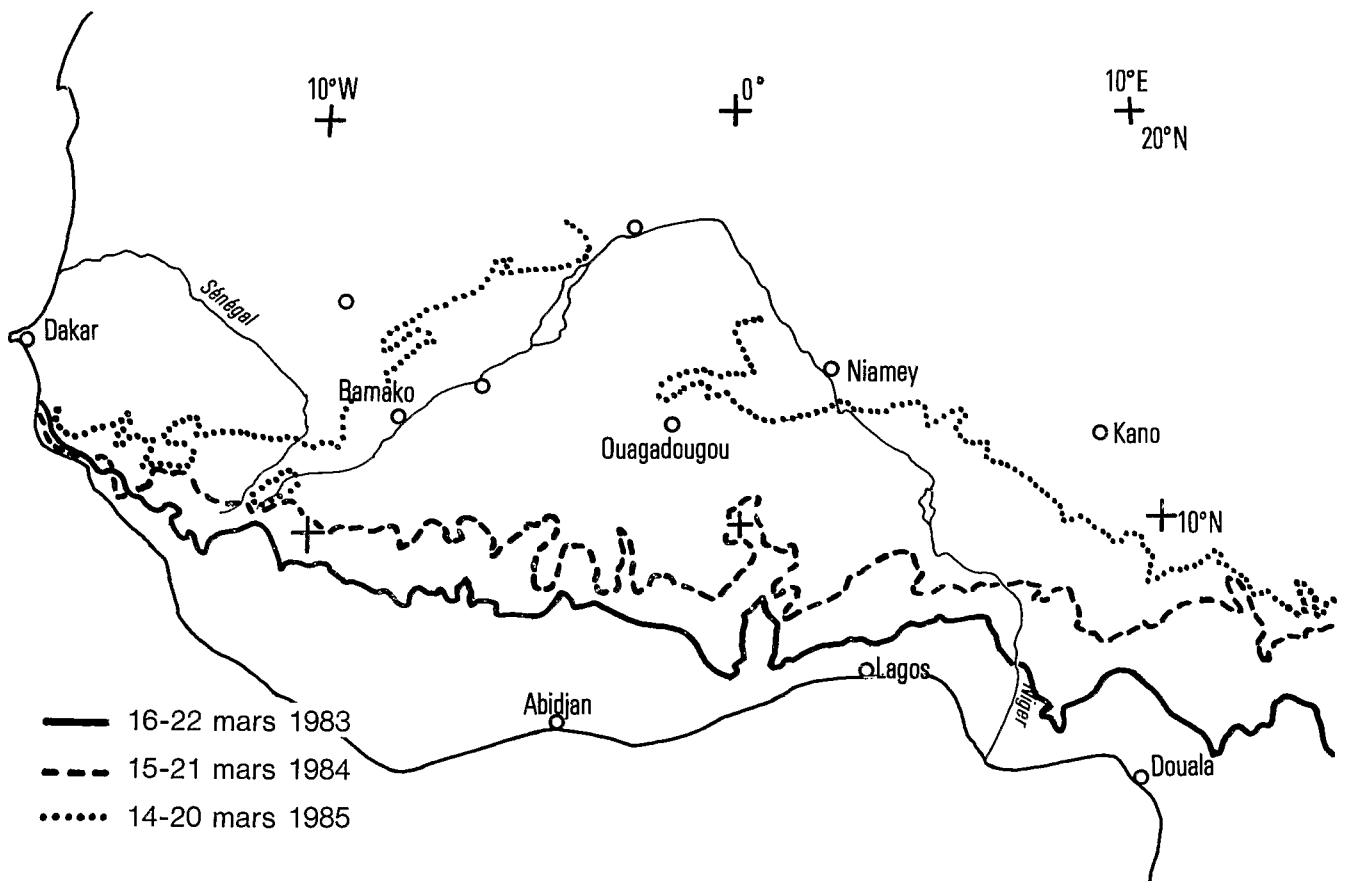 10°W
0°
10°E
20°N
Sénégal
Dakar
Niamey
Bamako
Ouagadougou
Kano
10°N
Lagos
Niger
Abidjan
Douala
16-22 mars 1983
15-21 mars 1984
14-20 mars 1985